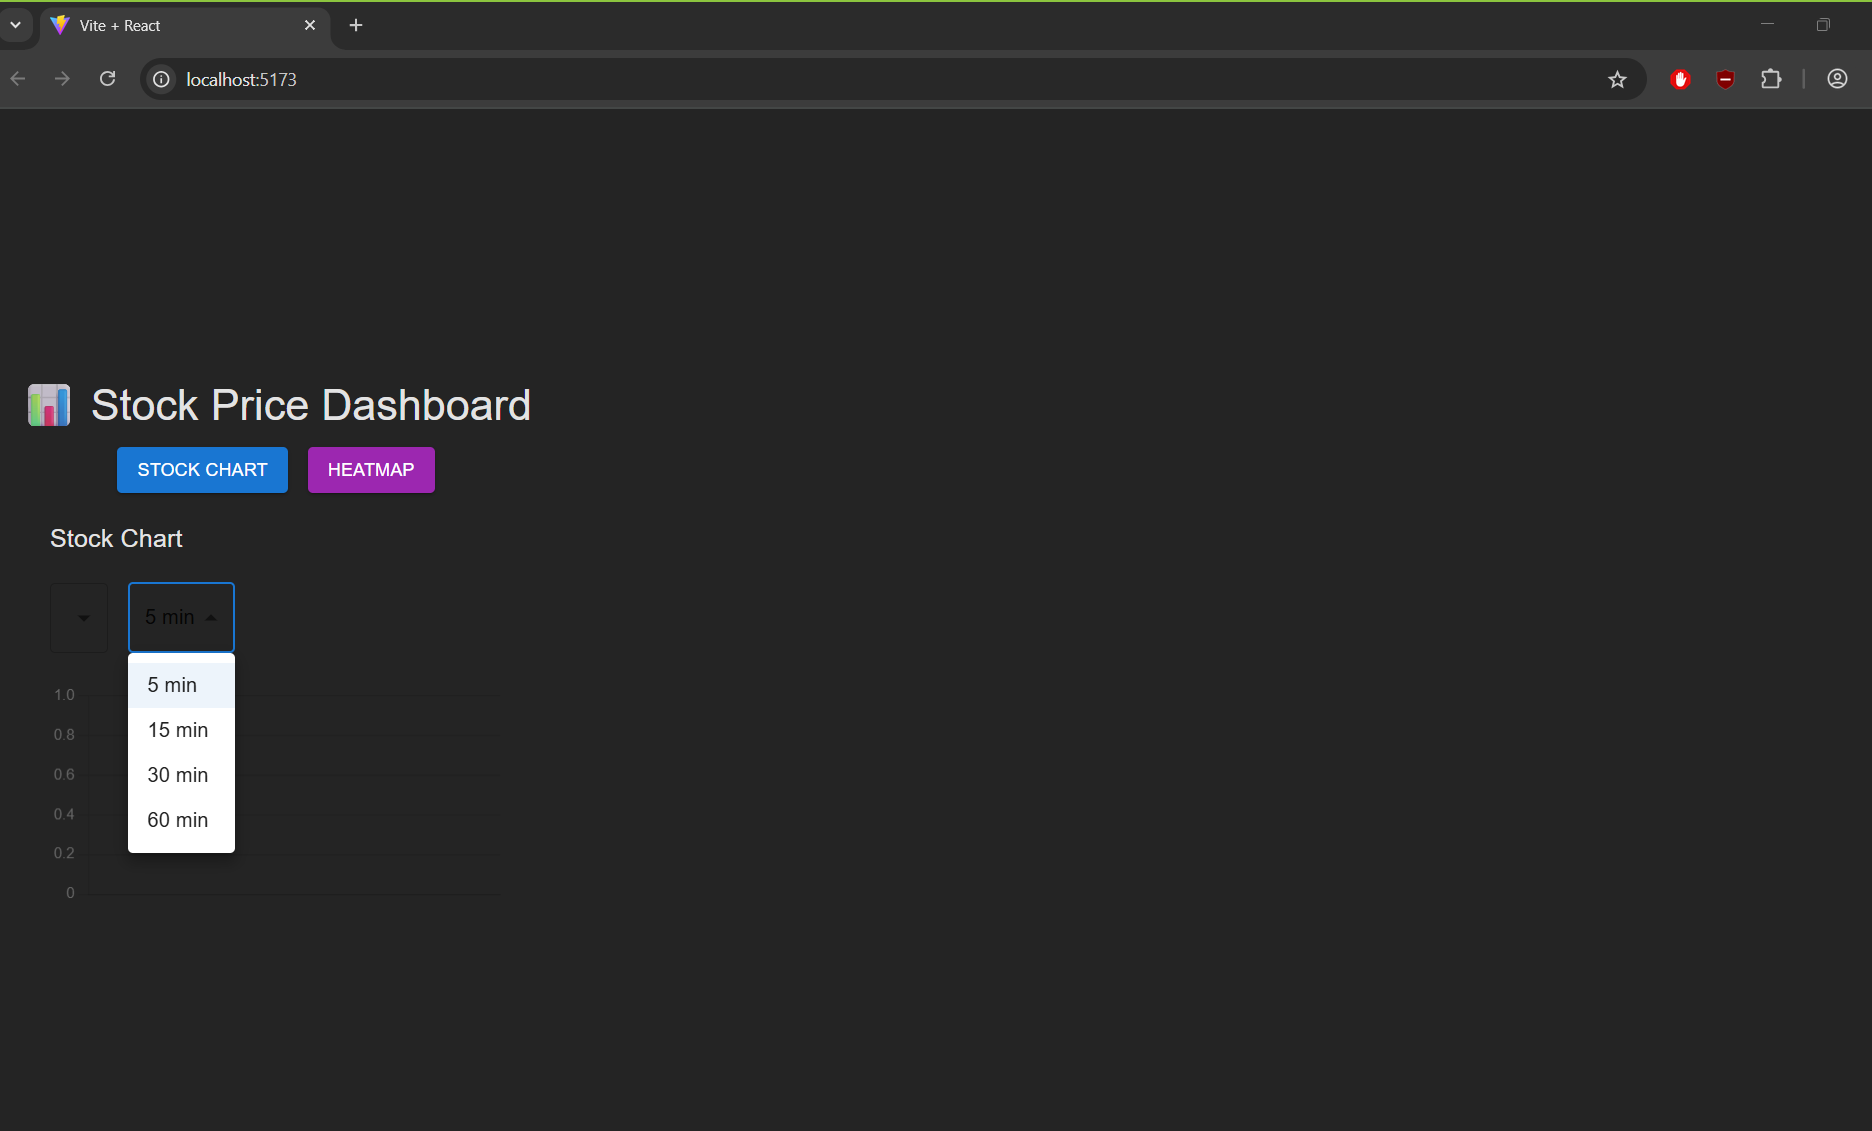 Vite + React
localhost:5173
Stock Price Dashboard
STOCK CHART HEATMAP
Stock Chart
5 min
5 min
15 min
30 min
60 min
1.0
0.8
0.6
0.4
0.2
0